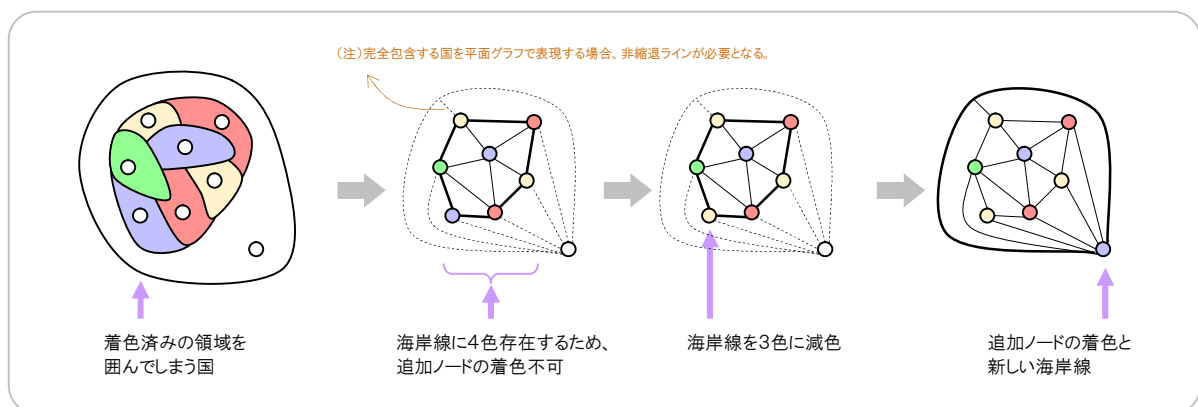 (注)完全包含する国を平面グラフで表現する場合、非縮退ラインが必要となる。
着色済みの領域を
囲んでしまう国
海岸線に4色存在するため、
追加ノードの着色不可
海岸線を3色に減色
追加ノードの着色と
新しい海岸線